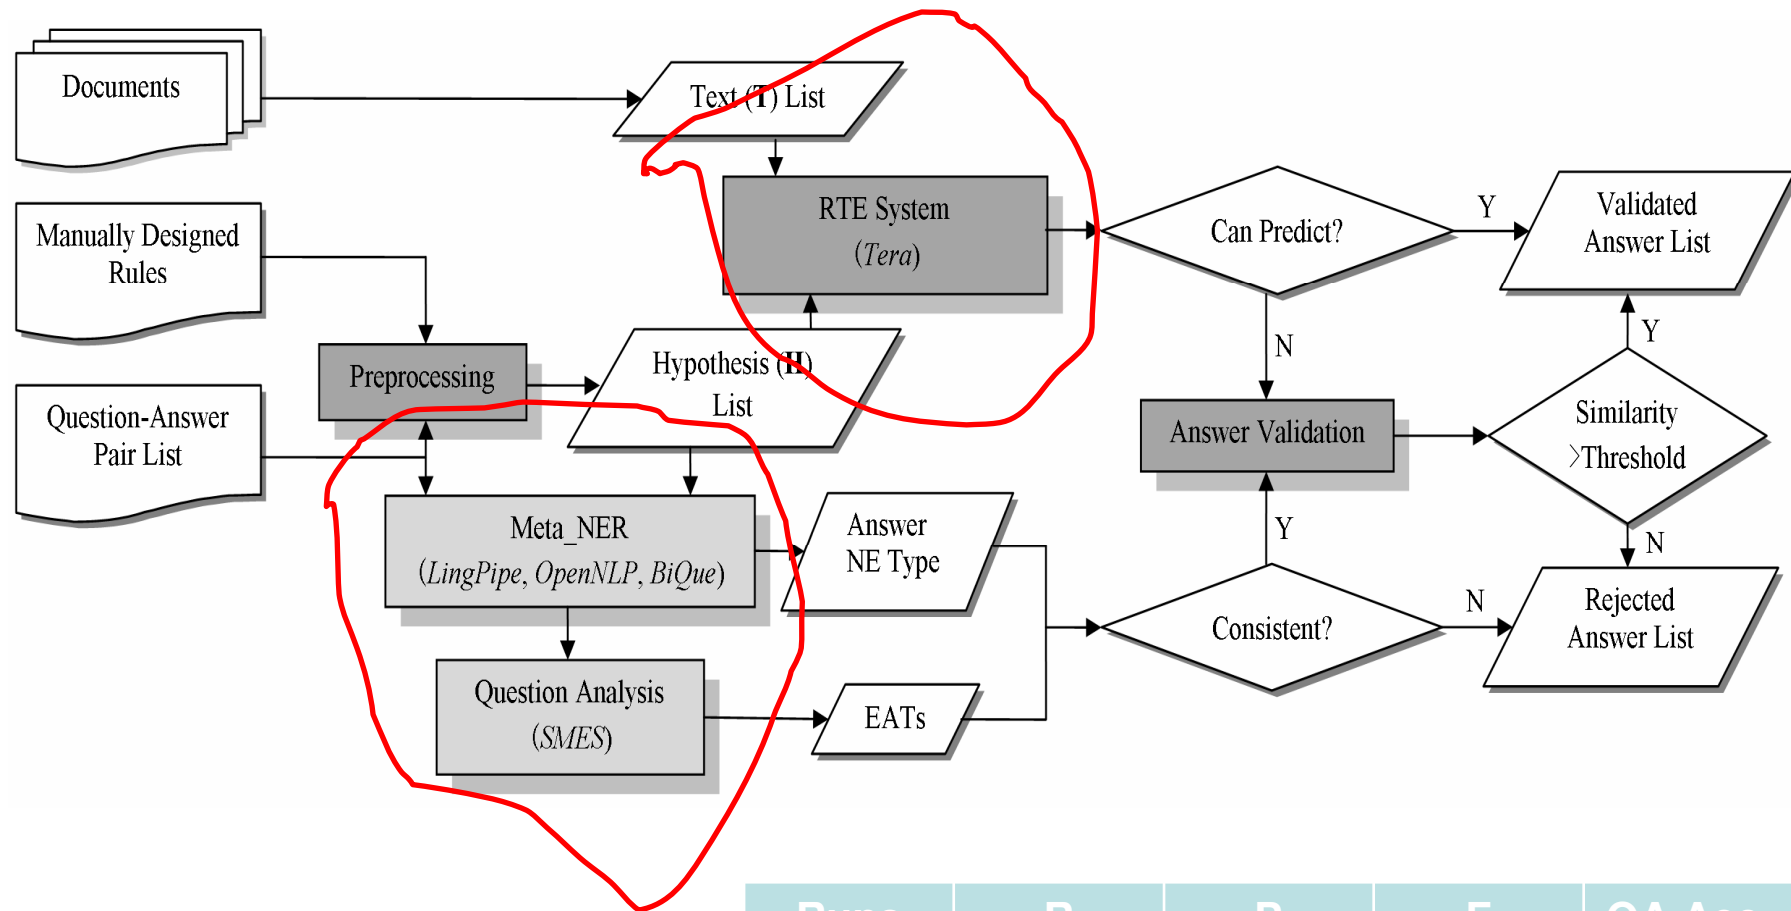 Documents
Text (T) List
Manually Designed
Rules
RTE System
(Tera)
Can Predict?
Y
Validated
Answer List
Preprocessing
Hypothesis (H)
List
N
Y
Question-Answer
Pair List
Answer Validation
Similarity
>Threshold
Meta_NER
(LingPipe, OpenNLP, BiQue)
Answer
NE Type
Y
N
Consistent?
N
Rejected
Answer List
Question Analysis
(SMES)
EATs